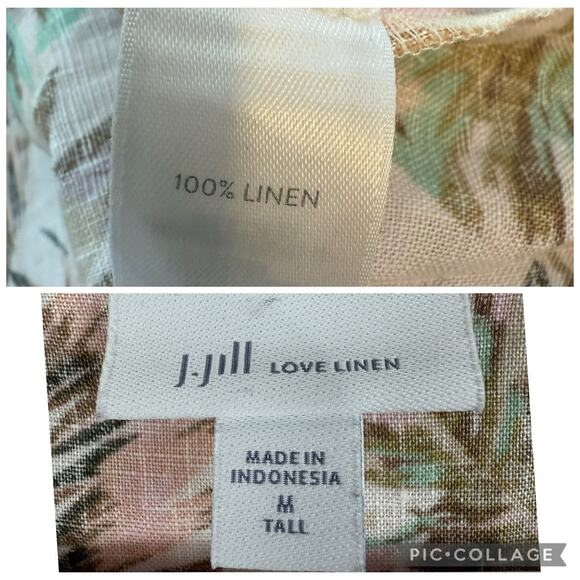 100% LINEN
J.Jill LOVE LINEN
MADE IN
INDONESIA
M
TALL
PIC•COLLAGE